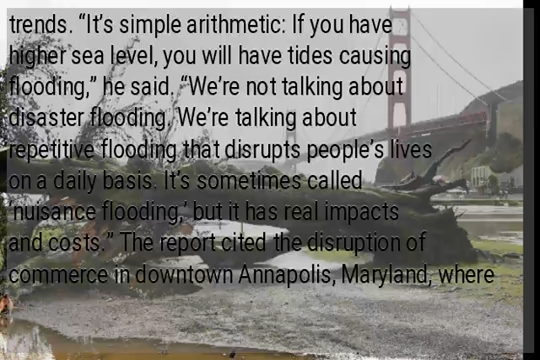 trends. “It’s simple arithmetic: If you have
higher sea level, you will have tides causing
flooding,” he said. “We’re not talking about
disaster flooding. We’re talking about
repetitive flooding that disrupts people’s lives
on a daily basis. It’s sometimes called
‘nuisance flooding,’ but it has real impacts
and costs.” The report cited the disruption of
commerce in downtown Annapolis, Maryland, where